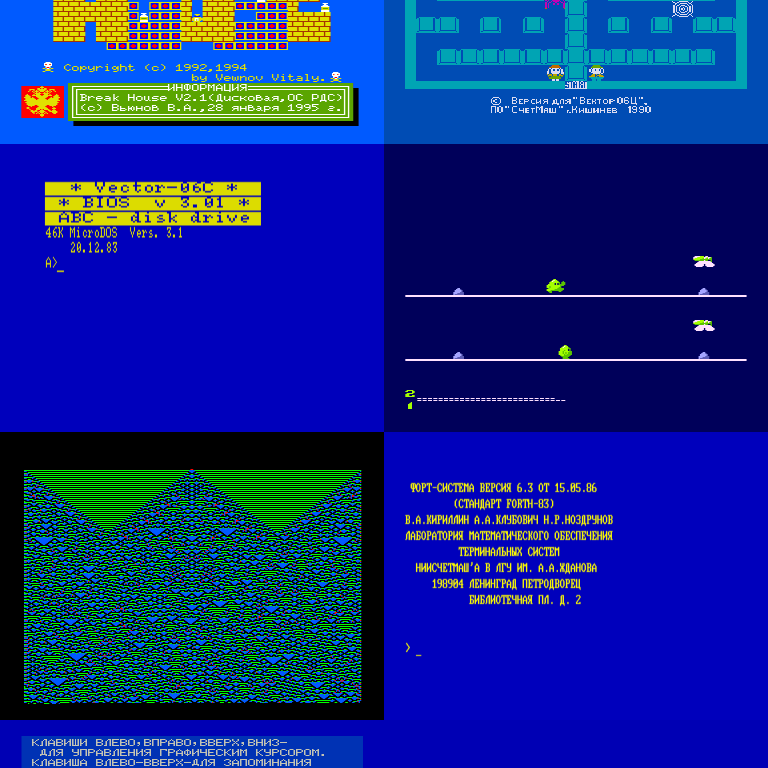 Copyright (c) 1992,1994
by Vewnov Vitaly.
ИНФОРМАЦИЯ
Break House V2.1(Дисковая,ОС РДС)
(c) Вьюнов В.А.,28 января 1995 г.
START
© Версия для"Вектор06Ц".
ПО"СчетМаш" г.Кишинев 1990
* Vector-06C *
* BIOS v 3.01 *
ABC - disk drive
46K MicroDOS Vers. 3.1
20.12.83
A>_
2
1
ФОРТ-СИСТЕМА ВЕРСИЯ 6.3 ОТ 15.05.86
(СТАНДАРТ FORTH-83)
В.А.КИРИЛЛИН А.А.КЛУБОВИЧ Н.Р.НОЗДРУНОВ
ЛАБОРАТОРИЯ МАТЕМАТИЧЕСКОГО ОБЕСПЕЧЕНИЯ
ТЕРМИНАЛЬНЫХ СИСТЕМ
НИИСЧЕТМАШ'А В ЛГУ ИМ. А.А.ЖДАНОВА
198904 ЛЕНИНГРАД ПЕТРОДВОРЕЦ
БИБЛИОТЕЧНАЯ ПЛ. Д. 2
> _
КЛАВИШИ ВЛЕВО,ВПРАВО,ВВЕРХ,ВНИЗ-
ДЛЯ УПРАВЛЕНИЯ ГРАФИЧЕСКИМ КУРСОРОМ.
КЛАВИША ВЛЕВО-ВВЕРХ-ДЛЯ ЗАПОМИНАНИЯ